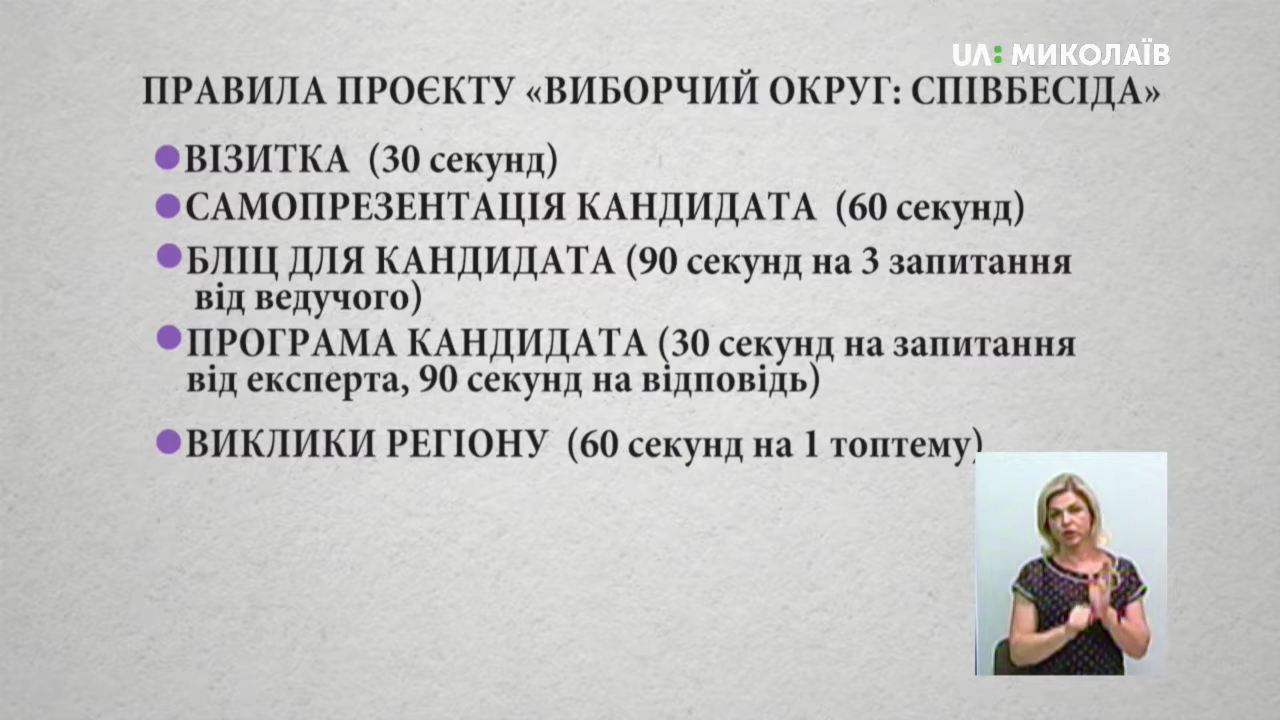 UA: МИКОЛАЇВ
ПРАВИЛА ПРОЄКТУ «ВИБОРЧИЙ ОКРУГ: СПІВБЕСІДА»
ВІЗИТКА (30 секунд)
САМОПРЕЗЕНТАЦІЯ КАНДИДАТА (60 секунд)
БЛІЦ ДЛЯ КАНДИДАТА (90 секунд на 3 запитання
від ведучого)
ПРОГРАМА КАНДИДАТА (30 секунд на запитання
від експерта, 90 секунд на відповідь)
ВИКЛИКИ РЕГІОНУ (60 секунд на 1 топтему)